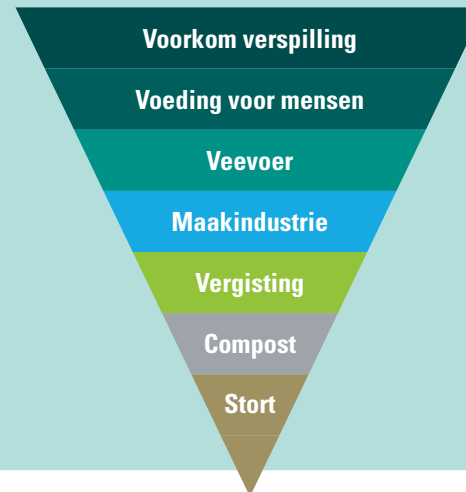 Voorkom verspilling
Voeding voor mensen
Veevoer
Maakindustrie
Vergisting
Compost
Stort